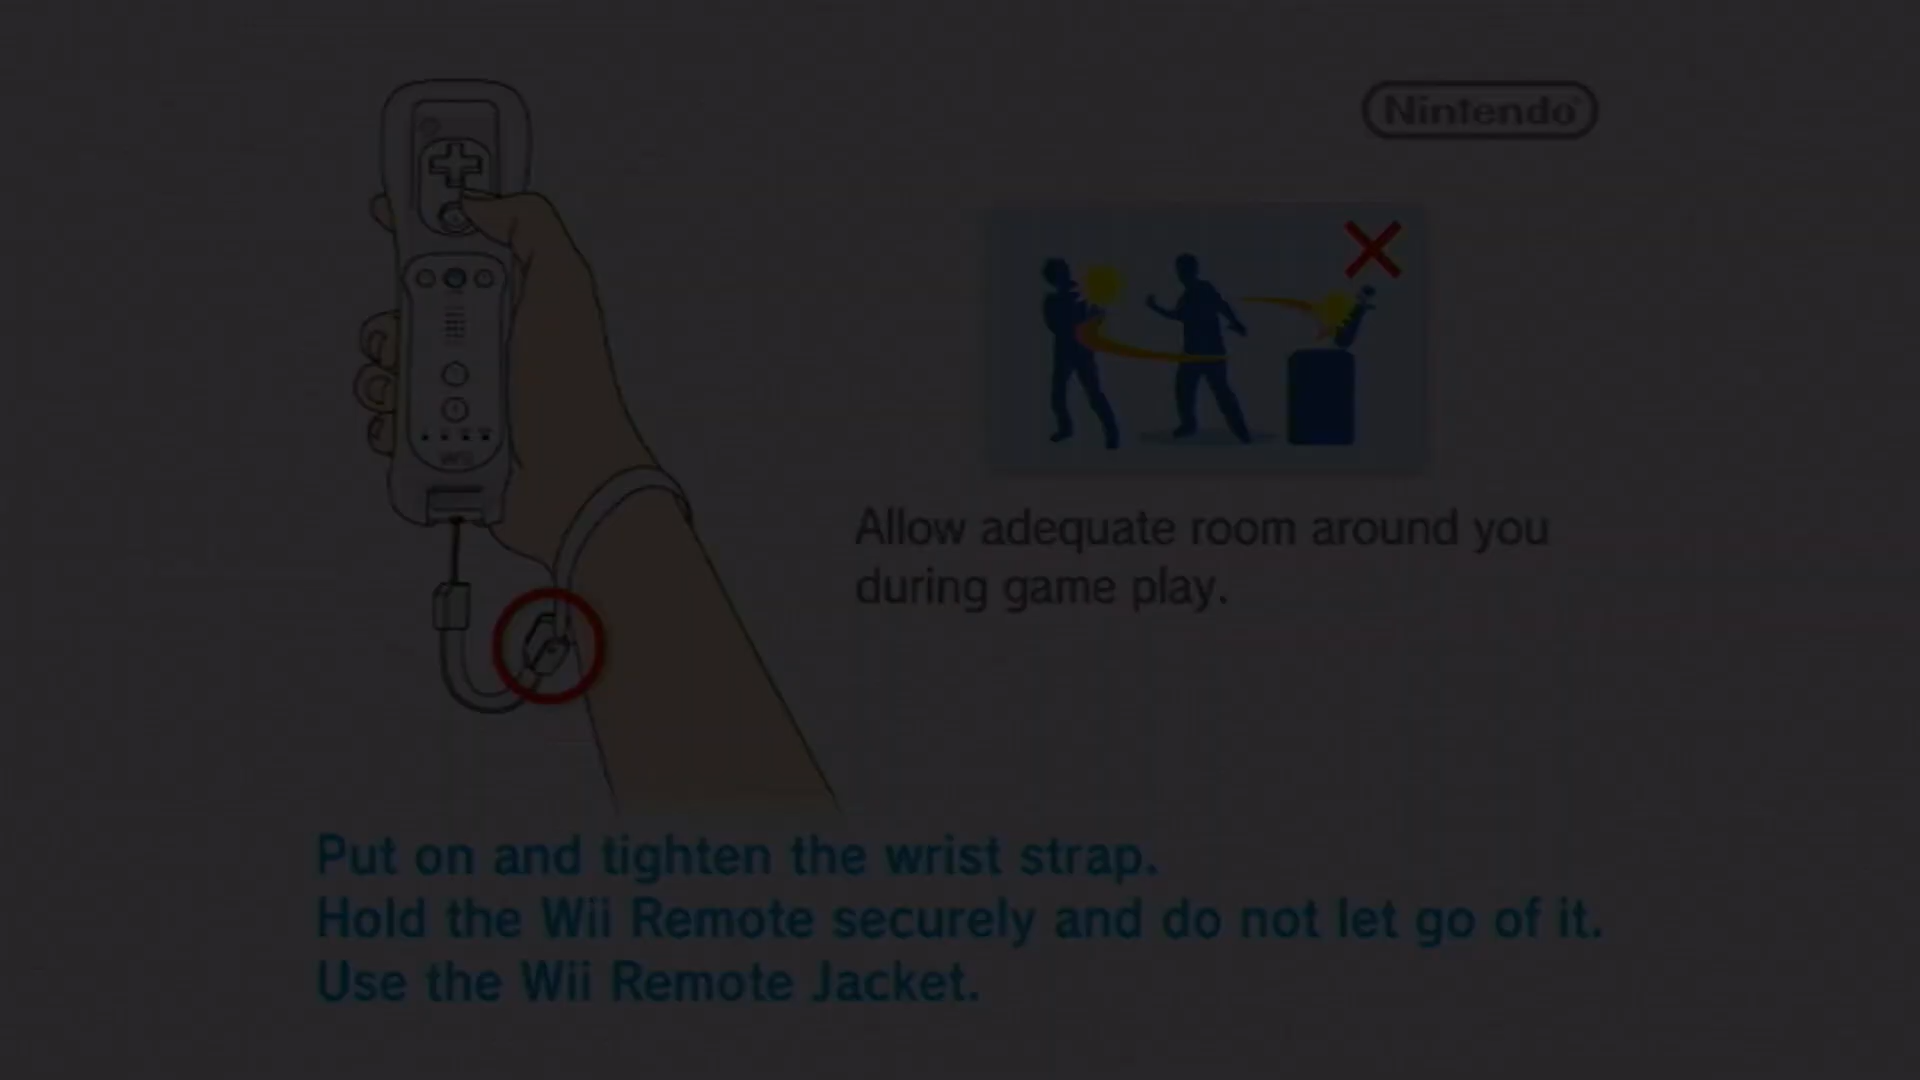 Nintendo
Wii
Allow adequate room around you
during game play.
Put on and tighten the wrist strap.
Hold the Wii Remote securely and do not let go of it.
Use the Wii Remote Jacket.